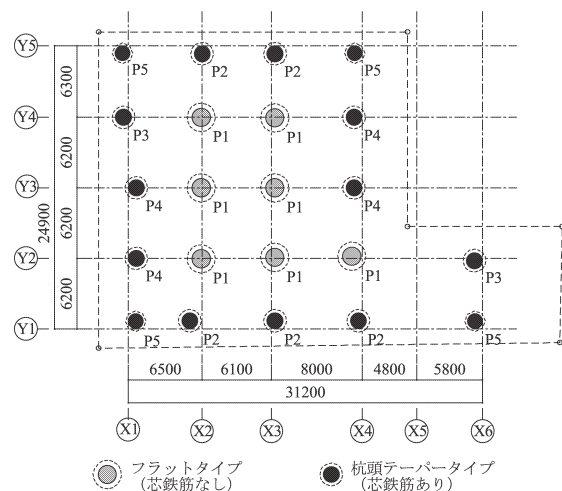 Y5
P5 P2 P2 P5
6300
Y4
P3 P1 P1 P4
6200
Y3
P4 P1 P1 P4
24900
6200
Y2
P4 P1 P1 P1 P3
6200
Y1
P5 P2 P2 P2 P5
6500 6100 8000 4800 5800
31200
X1 X2 X3 X4 X5 X6
フラットタイプ
(芯鉄筋なし)
杭頭テーパータイプ
(芯鉄筋あり)